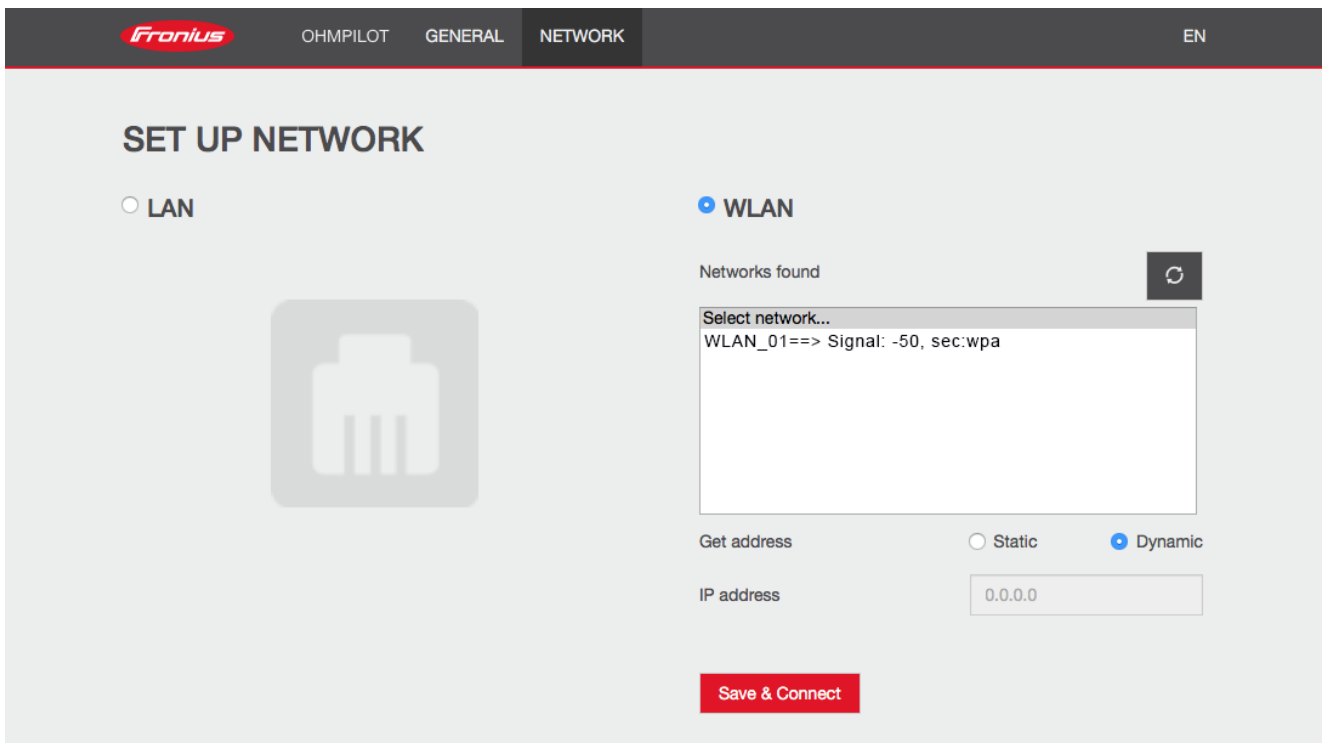 Fronius OHMPILOT GENERAL NETWORK EN
SET UP NETWORK
LAN
WLAN
Networks found
Select network...
WLAN_01==> Signal: -50, sec:wpa
Get address Static Dynamic
IP address 0.0.0.0
Save & Connect